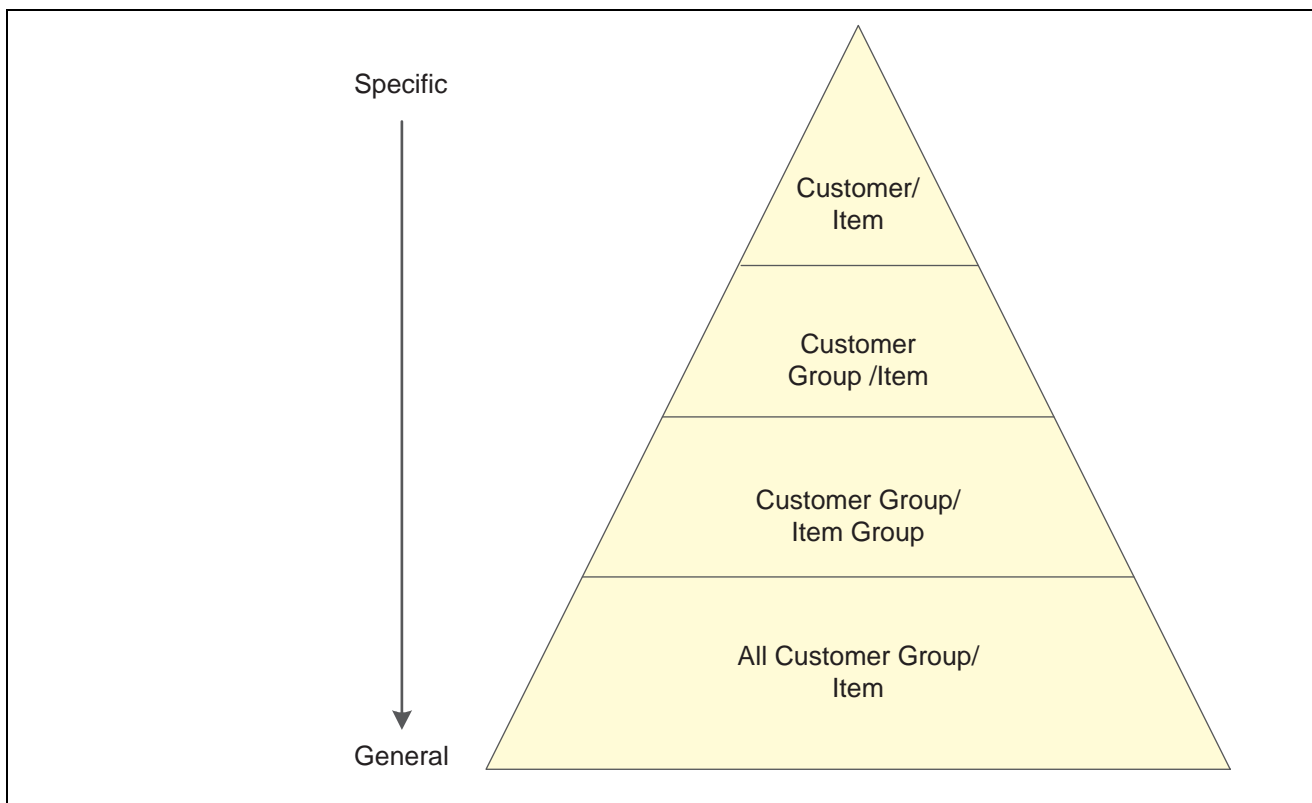 Specific
Customer/
Item
Customer
Group /Item
Customer Group/
Item Group
All Customer Group/
Item
General